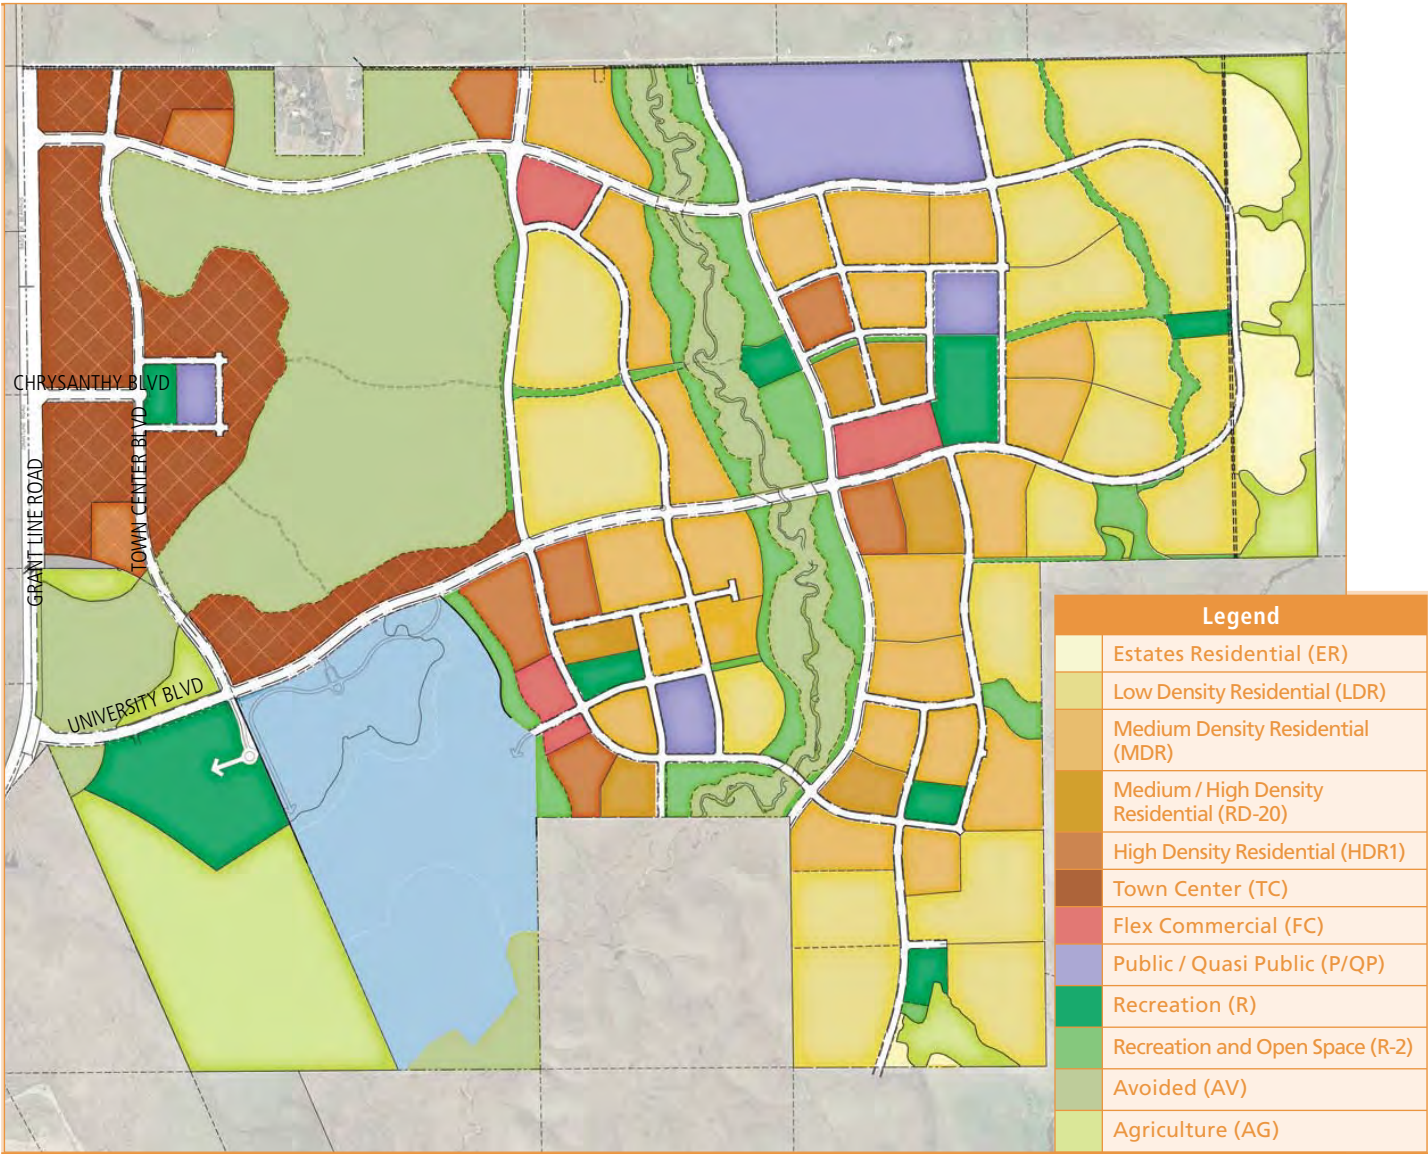 CHRYSANTHY BLVD
TOWN CENTER BLVD
GRANT LINE ROAD
UNIVERSITY BLVD
Legend
Estates Residential (ER)
Low Density Residential (LDR)
Medium Density Residential
(MDR)
Medium / High Density
Residential (RD-20)
High Density Residential (HDR1)
Town Center (TC)
Flex Commercial (FC)
Public / Quasi Public (P/QP)
Recreation (R)
Recreation and Open Space (R-2)
Avoided (AV)
Agriculture (AG)